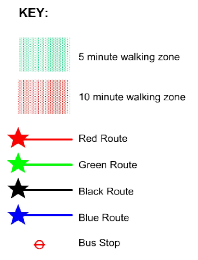 KEY:
5 minute walking zone
10 minute walking zone
Red Route
Green Route
Black Route
Blue Route
Bus Stop